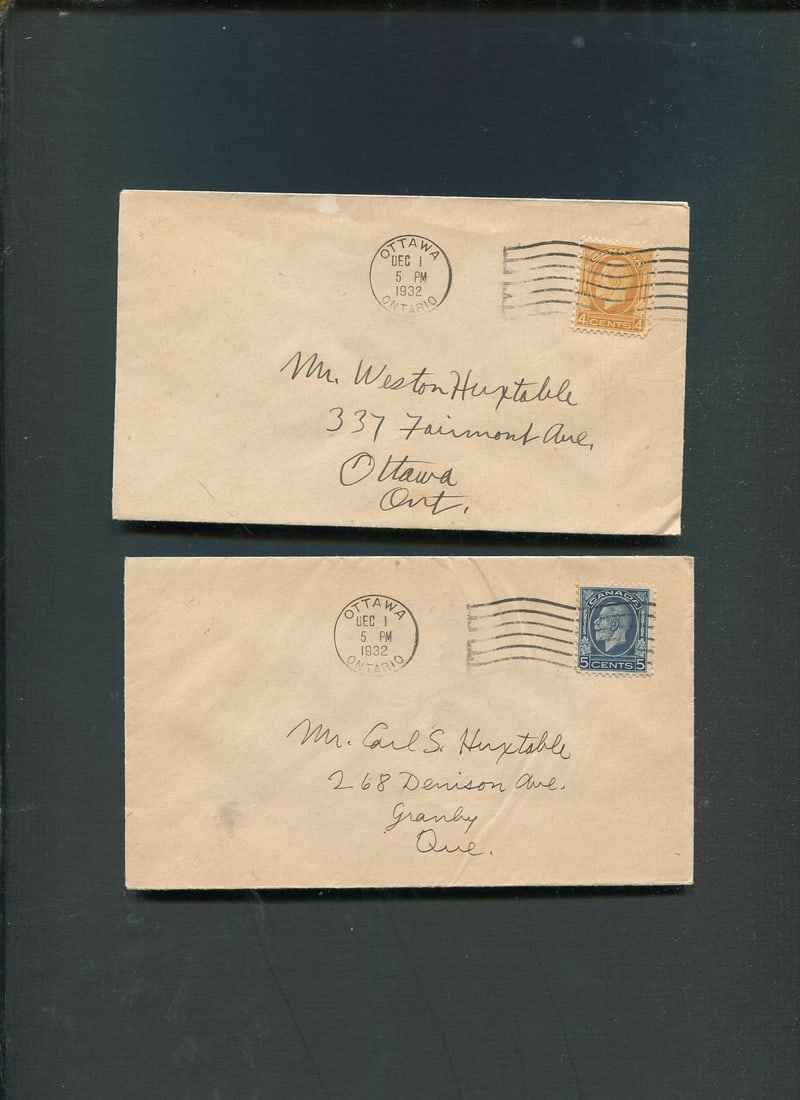 OTTAWA
DEC 1
5 PM
1932
ONTARIO
CANADA
4 CENTS 4
Mr. Weston Huxtable
337 Fairmont Ave.
Ottawa
Ont.
OTTAWA
DEC 1
5 PM
1932
ONTARIO
CANADA
5 CENTS 5
Mr. Carl S. Huxtable
268 Denison Ave.
Granby
Que.